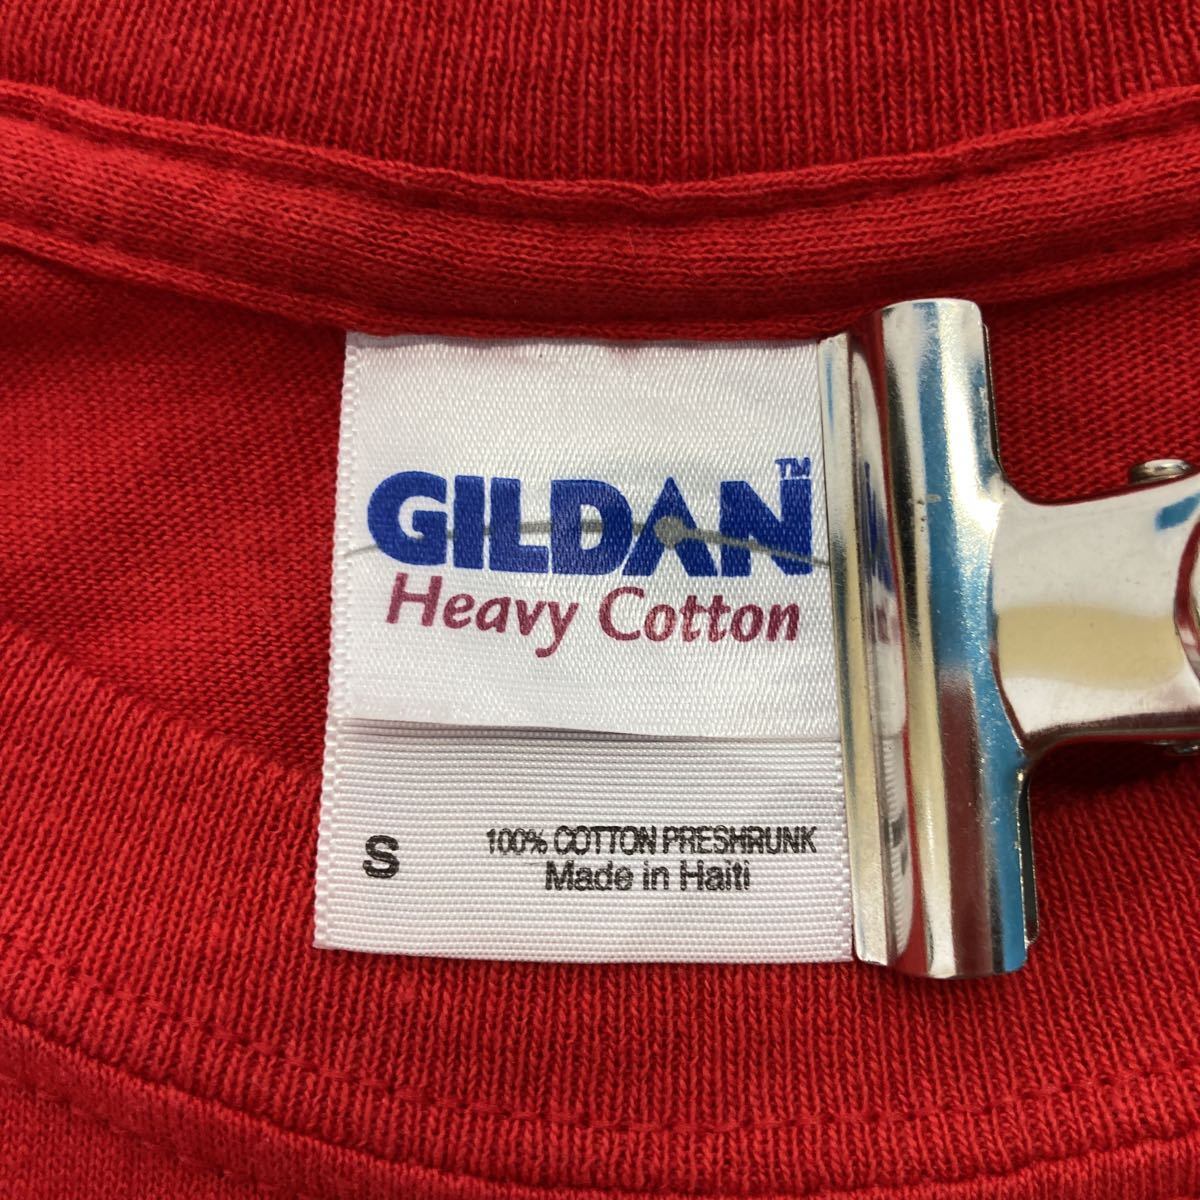 GILDAN™
Heavy Cotton
S
100% COTTON PRESHRUNK
Made in Haiti